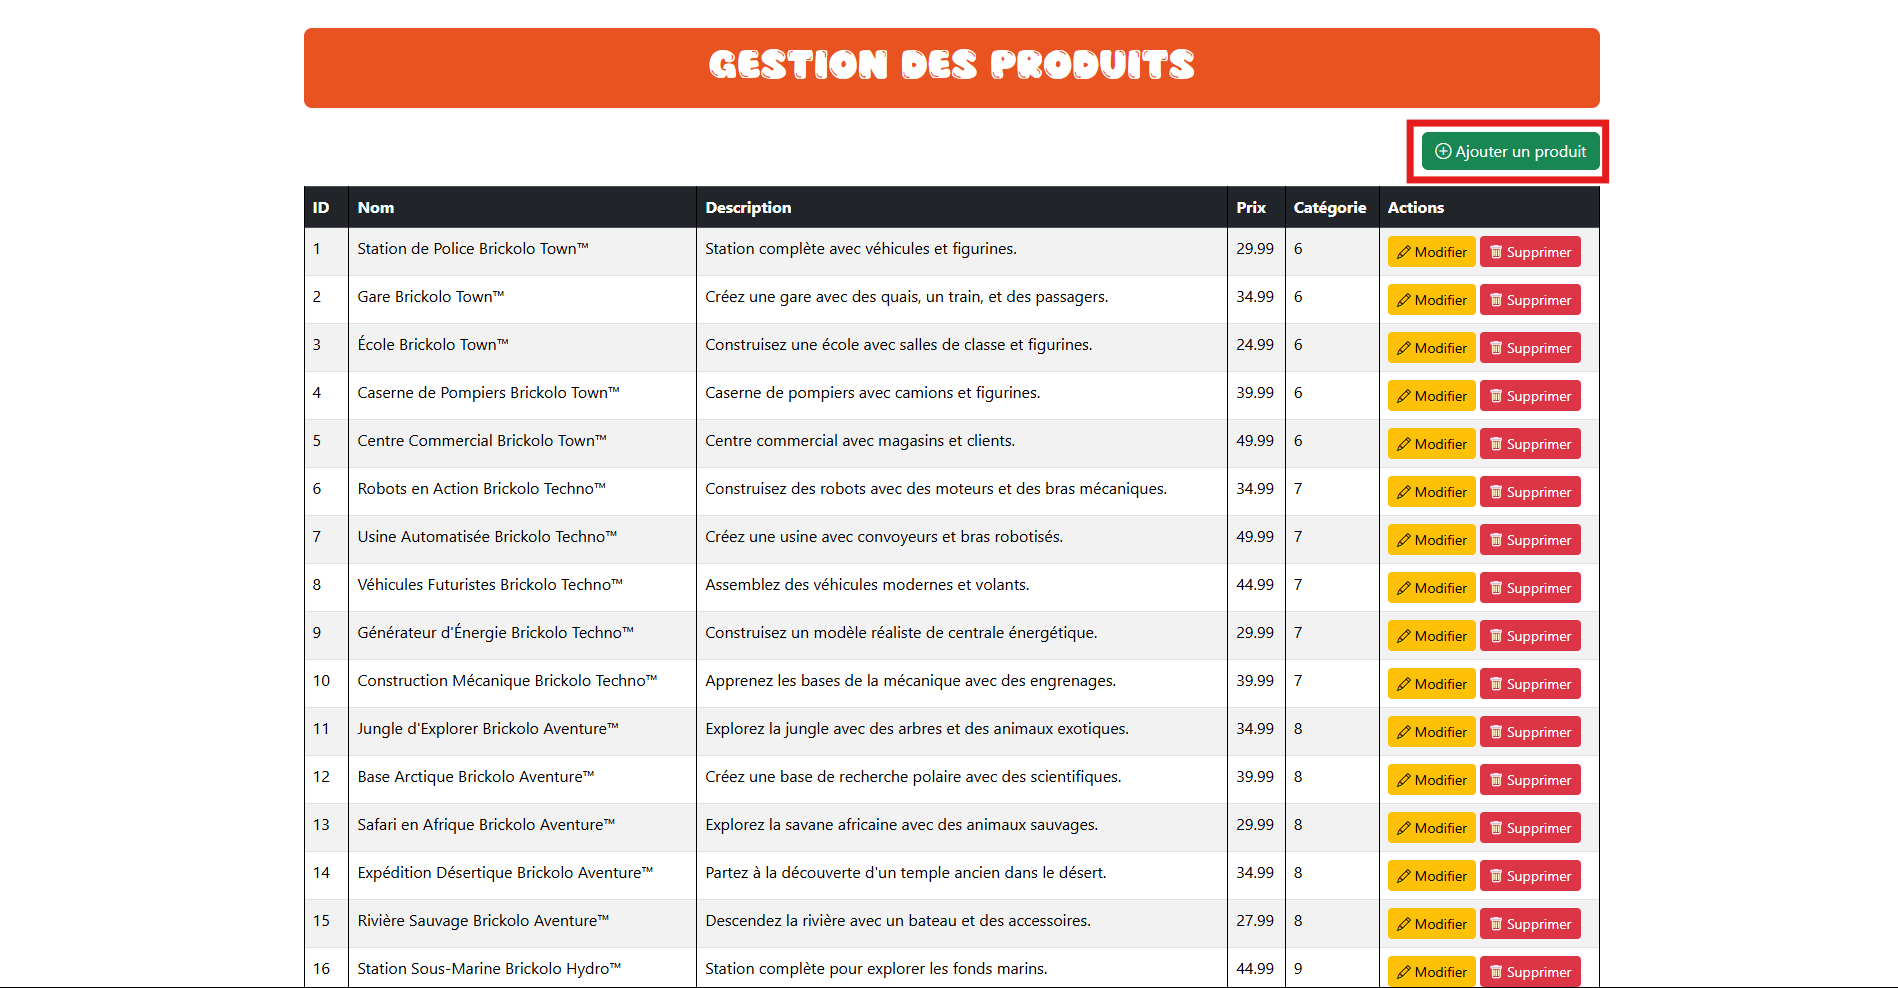 GESTION DES PRODUITS
Ajouter un produit
ID Nom Description Prix Catégorie Actions
1 Station de Police Brickolo Town™ Station complète avec véhicules et figurines. 29.99 6 Modifier Supprimer
2 Gare Brickolo Town™ Créez une gare avec des quais, un train, et des passagers. 34.99 6 Modifier Supprimer
3 École Brickolo Town™ Construisez une école avec salles de classe et figurines. 24.99 6 Modifier Supprimer
4 Caserne de Pompiers Brickolo Town™ Caserne de pompiers avec camions et figurines. 39.99 6 Modifier Supprimer
5 Centre Commercial Brickolo Town™ Centre commercial avec magasins et clients. 49.99 6 Modifier Supprimer
6 Robots en Action Brickolo Techno™ Construisez des robots avec des moteurs et des bras mécaniques. 34.99 7 Modifier Supprimer
7 Usine Automatisée Brickolo Techno™ Créez une usine avec convoyeurs et bras robotisés. 49.99 7 Modifier Supprimer
8 Véhicules Futuristes Brickolo Techno™ Assemblez des véhicules modernes et volants. 44.99 7 Modifier Supprimer
9 Générateur d'Énergie Brickolo Techno™ Construisez un modèle réaliste de centrale énergétique. 29.99 7 Modifier Supprimer
10 Construction Mécanique Brickolo Techno™ Apprenez les bases de la mécanique avec des engrenages. 39.99 7 Modifier Supprimer
11 Jungle d'Explorer Brickolo Aventure™ Explorez la jungle avec des arbres et des animaux exotiques. 34.99 8 Modifier Supprimer
12 Base Arctique Brickolo Aventure™ Créez une base de recherche polaire avec des scientifiques. 39.99 8 Modifier Supprimer
13 Safari en Afrique Brickolo Aventure™ Explorez la savane africaine avec des animaux sauvages. 29.99 8 Modifier Supprimer
14 Expédition Désertique Brickolo Aventure™ Partez à la découverte d'un temple ancien dans le désert. 34.99 8 Modifier Supprimer
15 Rivière Sauvage Brickolo Aventure™ Descendez la rivière avec un bateau et des accessoires. 27.99 8 Modifier Supprimer
16 Station Sous-Marine Brickolo Hydro™ Station complète pour explorer les fonds marins. 44.99 9 Modifier Supprimer